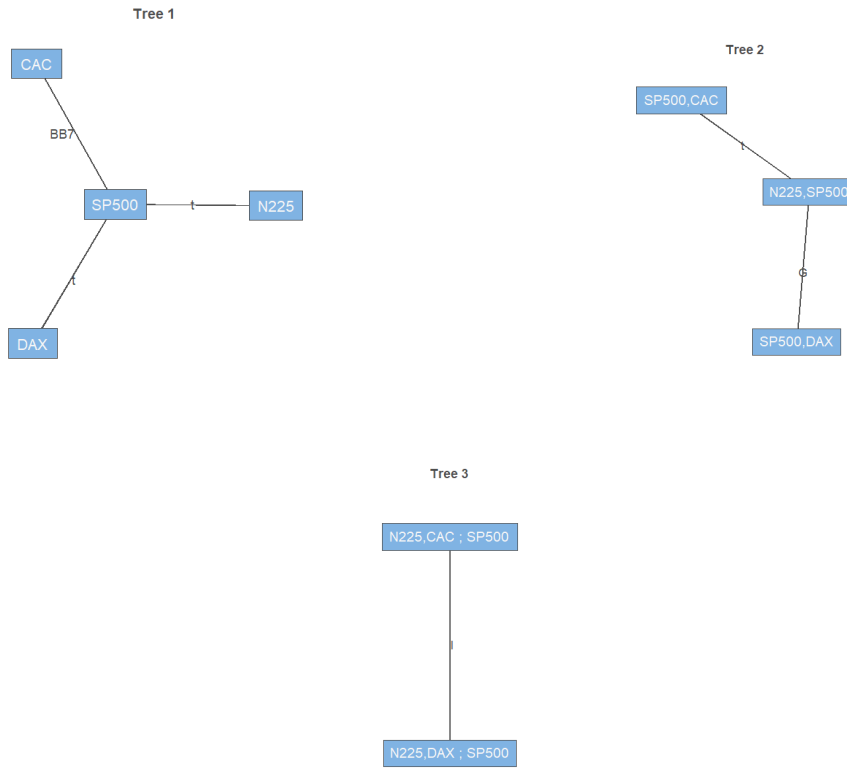 Tree 1
CAC
BB7
SP500
t
N225
t
DAX
Tree 2
SP500,CAC
t
N225,SP500
G
SP500,DAX
Tree 3
N225,CAC ; SP500
I
N225,DAX ; SP500